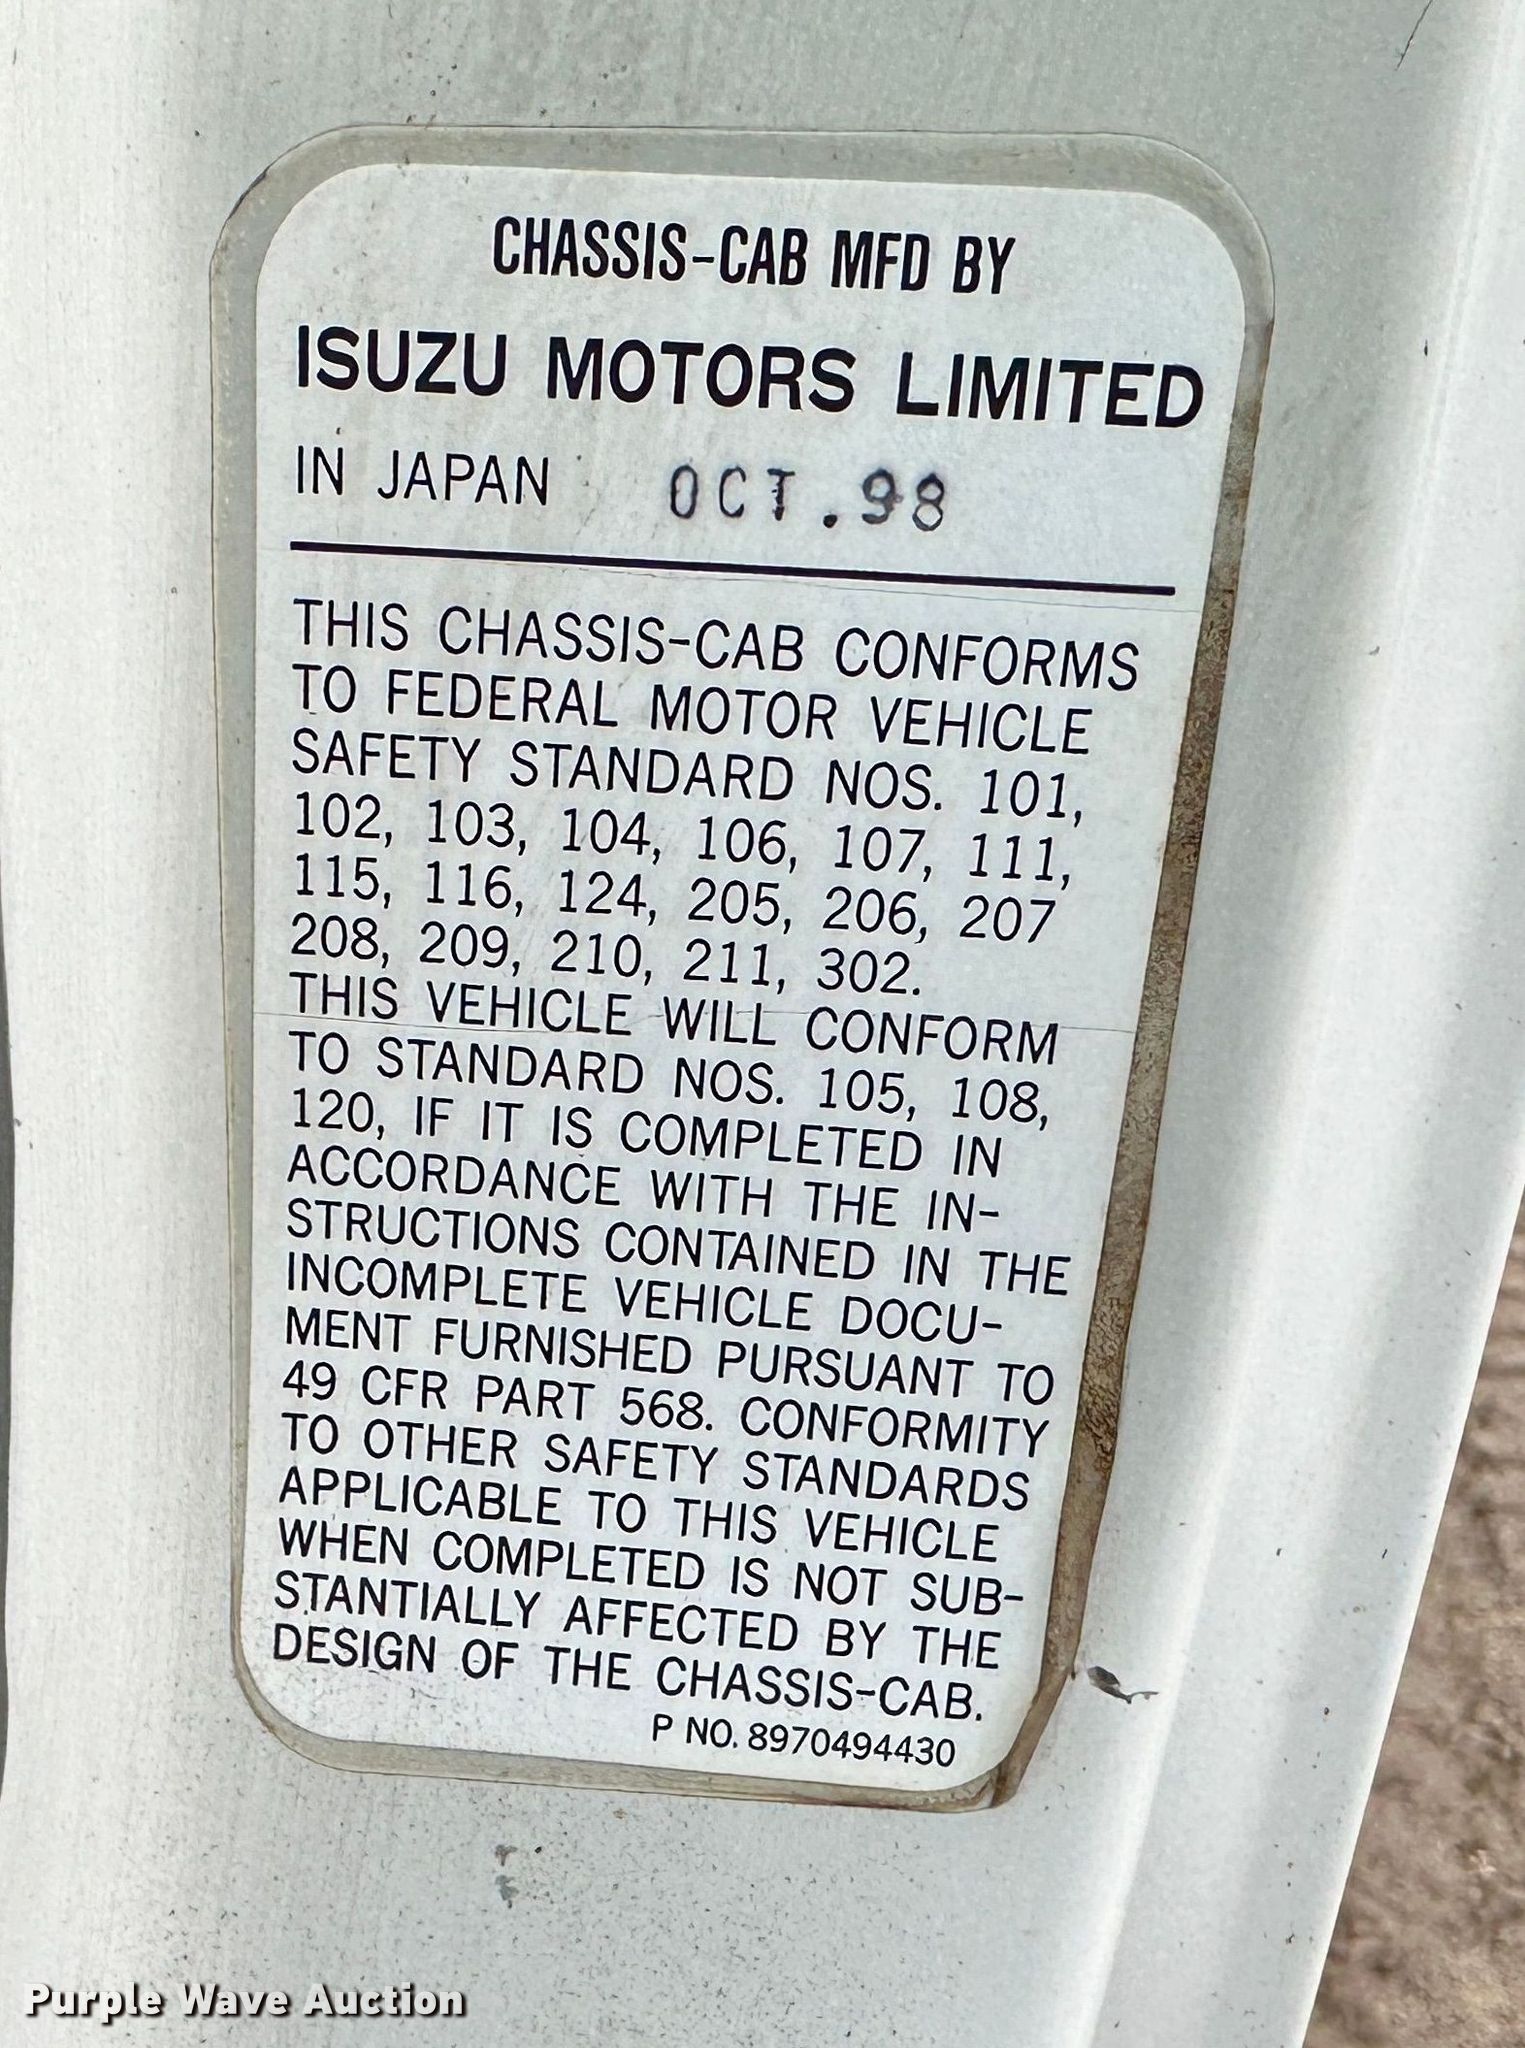 CHASSIS-CAB MFD BY
ISUZU MOTORS LIMITED
IN JAPAN OCT.98
THIS CHASSIS-CAB CONFORMS
TO FEDERAL MOTOR VEHICLE
SAFETY STANDARD NOS. 101,
102, 103, 104, 106, 107, 111,
115, 116, 124, 205, 206, 207
208, 209, 210, 211, 302.
THIS VEHICLE WILL CONFORM
TO STANDARD NOS. 105, 108,
120, IF IT IS COMPLETED IN
ACCORDANCE WITH THE IN-
STRUCTIONS CONTAINED IN THE
INCOMPLETE VEHICLE DOCU-
MENT FURNISHED PURSUANT TO
49 CFR PART 568. CONFORMITY
TO OTHER SAFETY STANDARDS
APPLICABLE TO THIS VEHICLE
WHEN COMPLETED IS NOT SUB-
STANTIALLY AFFECTED BY THE
DESIGN OF THE CHASSIS-CAB.
P NO. 8970494430
Purple Wave Auction